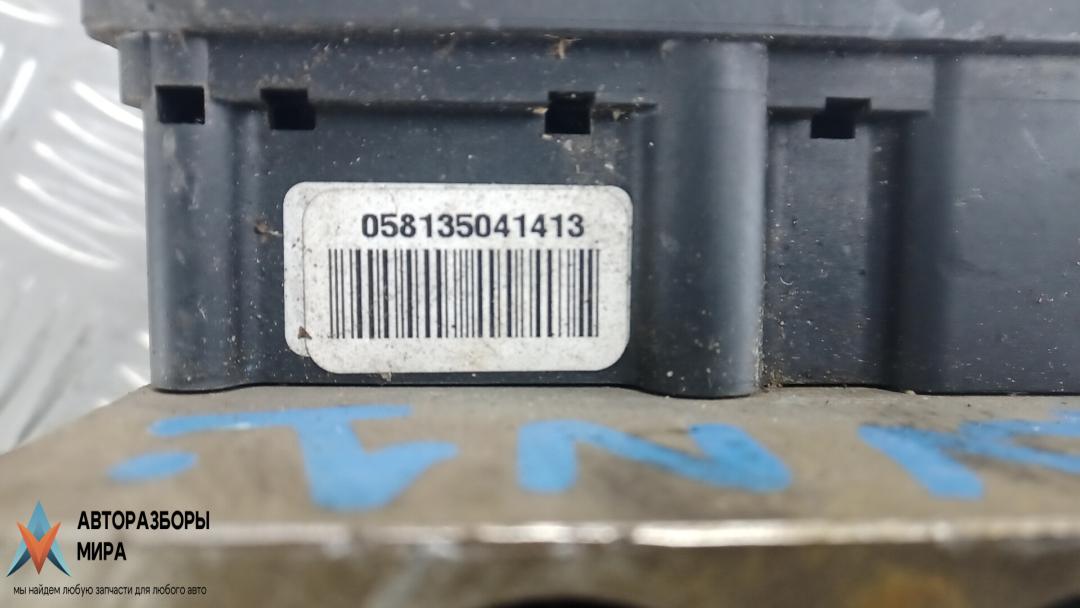 058135041413
АВТОРАЗБОРЫ
МИРА
мы найдем любую запчасти для любого авто